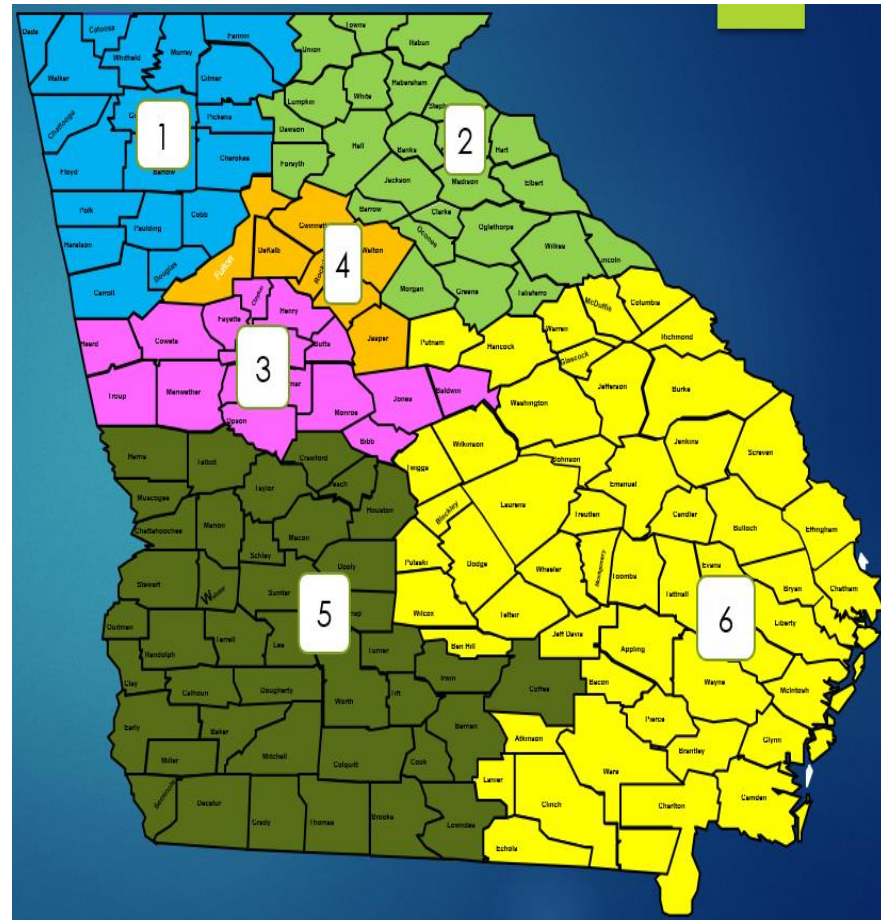 Dade
Catoosa
Whitfield
Murray
Fannin
Walker
Gilmer
Chattooga
Pickens
1
Floyd
Bartow
Cherokee
Polk
Paulding
Cobb
Haralson
Douglas
Carroll
Towns
Union
Lumpkin
White
Habersham
Dawson
2
Hall
Banks
Hart
Forsyth
Jackson
Madison
Elbert
Barrow
Clarke
Oconee
Oglethorpe
Wilkes
Lincoln
Morgan
Greene
Taliaferro
Gwinnett
Fulton
DeKalb
4
Walton
Jasper
Clayton
Henry
Fayette
Heard
Coweta
Butts
3
Troup
Meriwether
Upson
Monroe
Jones
Baldwin
Bibb
Putnam
Hancock
Warren
McDuffie
Columbia
Richmond
Glascock
Washington
Jefferson
Burke
Wilkinson
Johnson
Jenkins
Screven
Twiggs
Emanuel
Bleckley
Laurens
Treutlen
Candler
Bulloch
Effingham
Pulaski
Dodge
Wheeler
Montgomery
Toombs
Tattnall
Evans
Bryan
Chatham
Wilcox
Telfair
6
Liberty
Ben Hill
Jeff Davis
Appling
Wayne
McIntosh
Bacon
Pierce
Atkinson
Ware
Brantley
Glynn
Lanier
Clinch
Charlton
Camden
Echols
Talbot
Crawford
Muscogee
Taylor
Peach
Houston
Chattahoochee
Marion
Macon
Schley
Dooly
Stewart
Sumter
5
Quitman
Randolph
Terrell
Lee
Turner
Clay
Calhoun
Dougherty
Worth
Tift
Irwin
Coffee
Early
Baker
Miller
Mitchell
Colquitt
Cook
Berrien
Seminole
Decatur
Grady
Thomas
Brooks
Lowndes